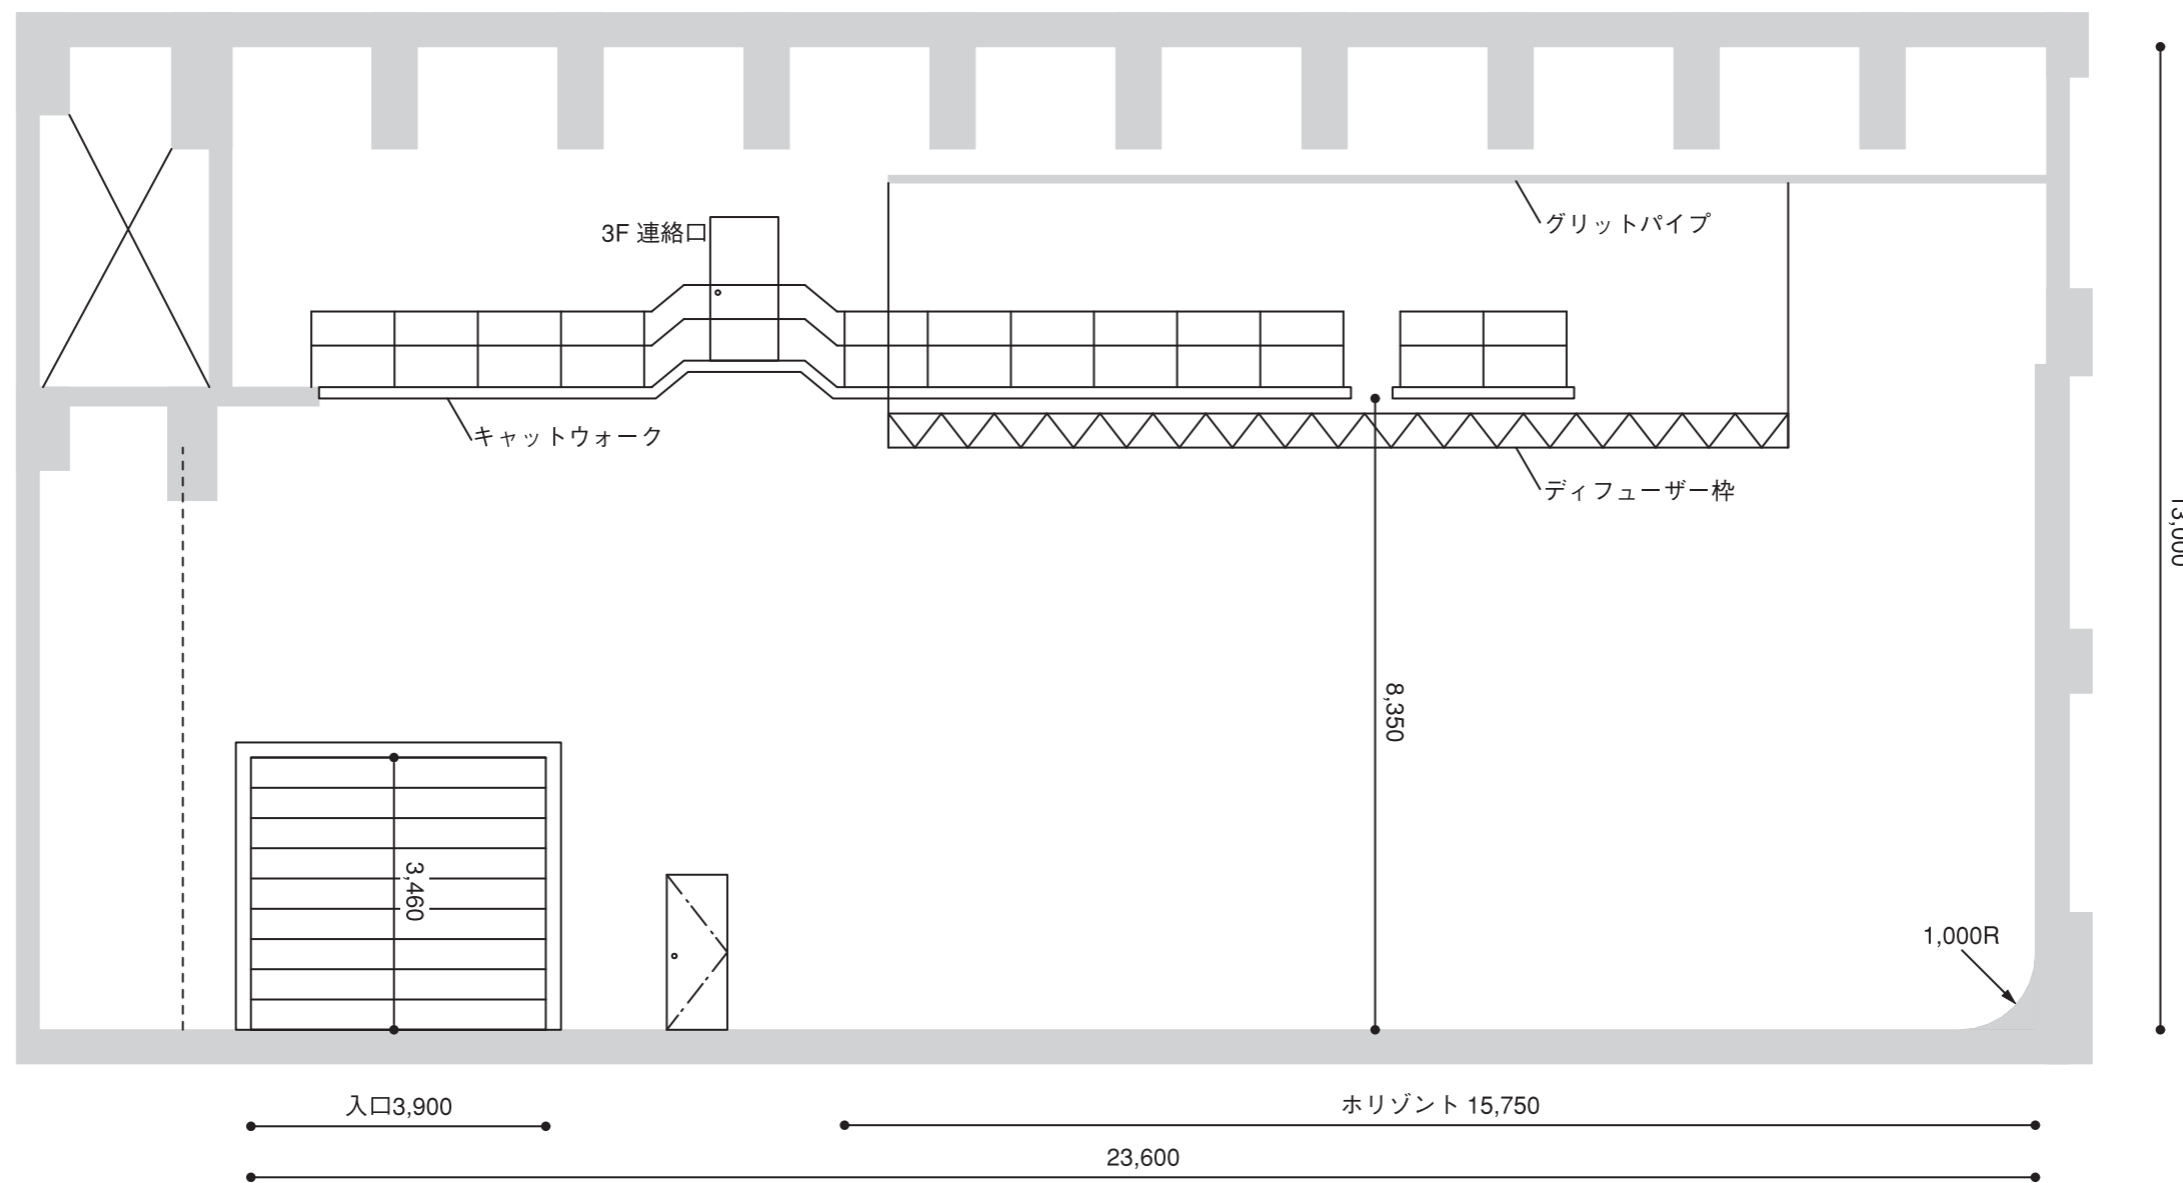 3F 連絡口
グリットパイプ
キャットウォーク
ディフューザー枠
13,000
8,350
3,460
1,000R
入口3,900
ホリゾント 15,750
23,600